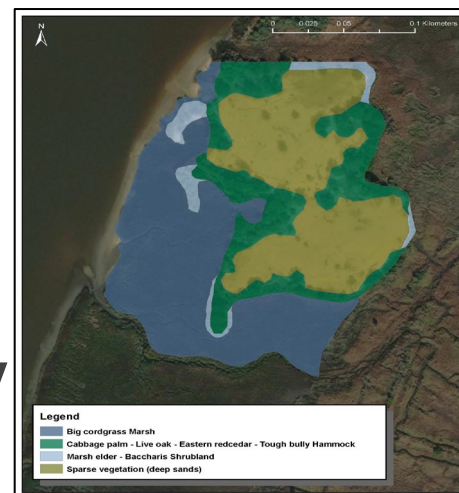 N
0 0.025 0.05 0.1 Kilometers
Legend
Big cordgrass Marsh
Cabbage palm - Live oak - Eastern redcedar - Tough bully Hammock
Marsh elder - Baccharis Shrubland
Sparse vegetation (deep sands)